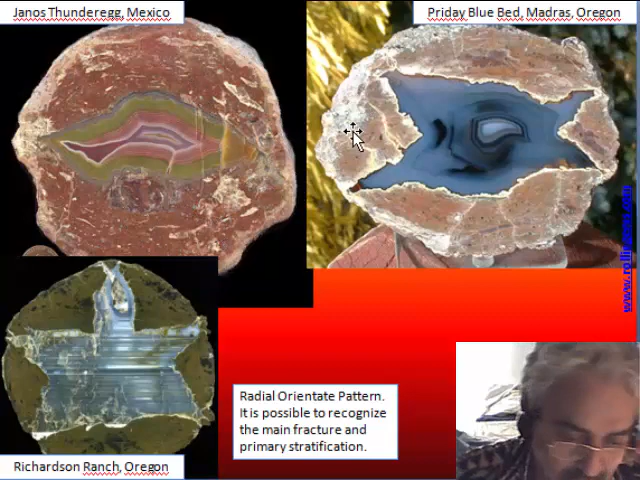 Janos Thunderegg, Mexico
Priday Blue Bed, Madras, Oregon
Radial Orientate Pattern.
It is possible to recognize
the main fracture and
primary stratification.
Richardson Ranch, Oregon